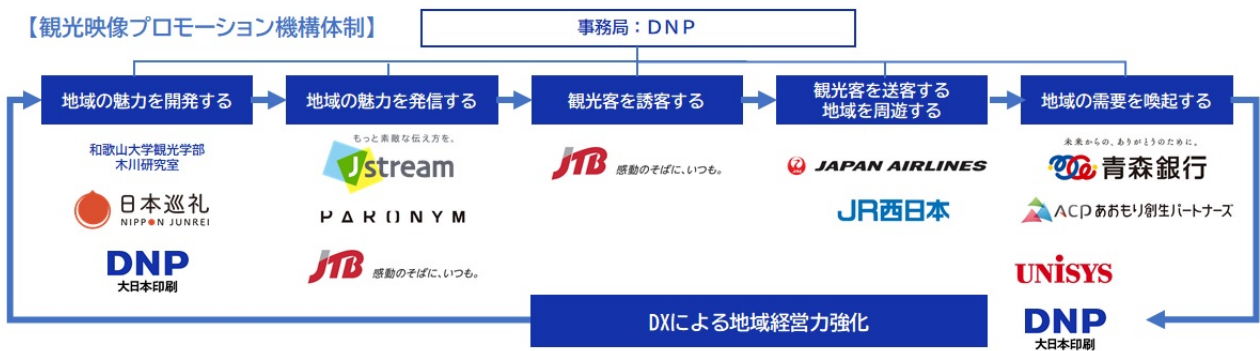 【観光映像プロモーション機構体制】
事務局：DNP
地域の魅力を開発する
地域の魅力を発信する
観光客を誘客する
観光客を送客する
地域を周遊する
地域の需要を喚起する
和歌山大学観光学部
木川研究室
日本巡礼
NIPPON JUNREI
DNP
大日本印刷
もっと素敵な伝え方を、
Jstream
PARONYM
JTB 感動のそばに、いつも。
JTB 感動のそばに、いつも。
JAPAN AIRLINES
JR西日本
未来からの、ありがとうのために。
青森銀行
ACPあおもり創生パートナーズ
UNISYS
DNP
大日本印刷
DXによる地域経営力強化